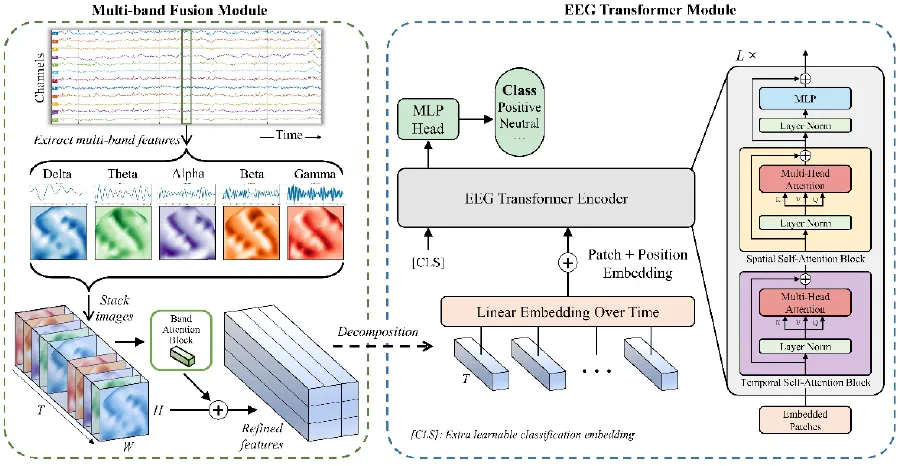 Multi-band Fusion Module
Channels
Extract multi-band features
Time
Delta
Theta
Alpha
Beta
Gamma
Stack
images
Band
Attention
Block
T
H
W
Refined
features
Decomposition
EEG Transformer Module
MLP
Head
Class
Positive
Neutral
...
EEG Transformer Encoder
[CLS]
Patch + Position
Embedding
Linear Embedding Over Time
T
[CLS]: Extra learnable classification embedding
L ×
MLP
Layer Norm
Multi-Head
Attention
K V Q
Layer Norm
Spatial Self-Attention Block
Multi-Head
Attention
K V Q
Layer Norm
Temporal Self-Attention Block
Embedded
Patches